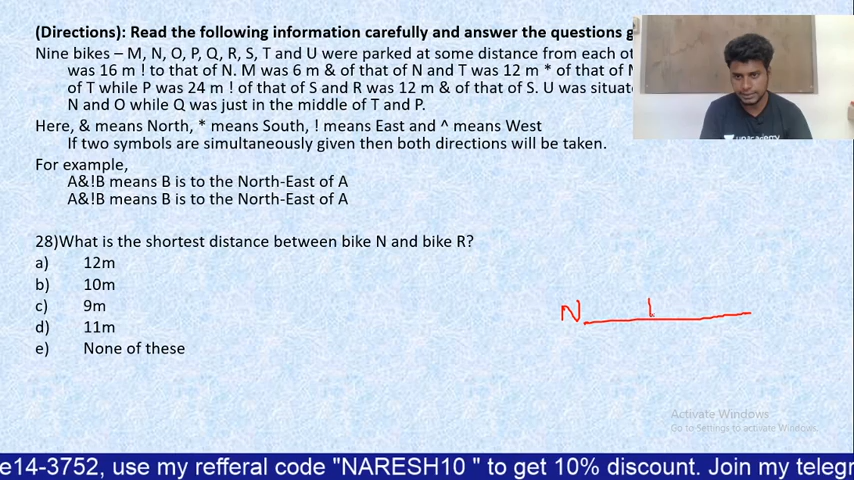 (Directions): Read the following information carefully and answer the questions
Nine bikes – M, N, O, P, Q, R, S, T and U were parked at some distance from each
was 16 m ! to that of N. M was 6 m & of that of N and T was 12 m * of that of
of T while P was 24 m ! of that of S and R was 12 m & of that of S. U was
N and O while Q was just in the middle of T and P.
Here, & means North, * means South, ! means East and ^ means West
If two symbols are simultaneously given then both directions will be taken.
For example,
A&!B means B is to the North-East of A
A&!B means B is to the North-East of A
28)What is the shortest distance between bike N and bike R?
a) 12m
b) 10m
c) 9m
d) 11m
e) None of these
N
unacademy
Activate Windows
Go to Settings to activate Windows.
e14-3752, use my refferal code "NARESH10 " to get 10% discount. Join my telegr